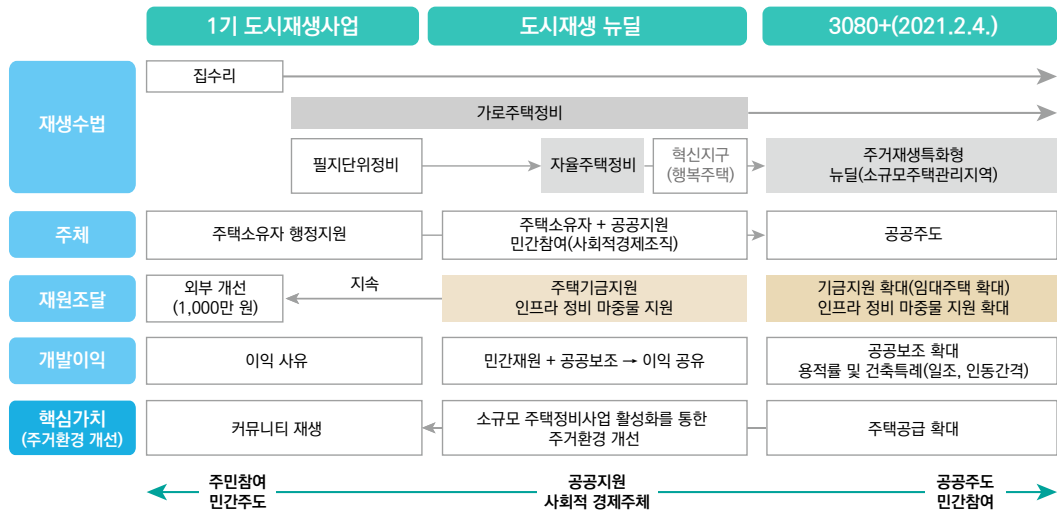 1기 도시재생사업
도시재생 뉴딜
3080+(2021.2.4.)
재생수법
집수리
가로주택정비
필지단위정비
자율주택정비
혁신지구
(행복주택)
주거재생특화형
뉴딜(소규모주택관리지역)
주체
주택소유자 행정지원
주택소유자 + 공공지원
민간참여(사회적경제조직)
공공주도
재원조달
외부 개선
(1,000만 원)
지속
주택기금지원
인프라 정비 마중물 지원
기금지원 확대(임대주택 확대)
인프라 정비 마중물 지원 확대
개발이익
이익 사유
민간재원 + 공공보조 → 이익 공유
공공보조 확대
용적률 및 건축특례(일조, 인동간격)
핵심가치
(주거환경 개선)
커뮤니티 재생
소규모 주택정비사업 활성화를 통한
주거환경 개선
주택공급 확대
주민참여
민간주도
공공지원
사회적 경제주체
공공주도
민간참여